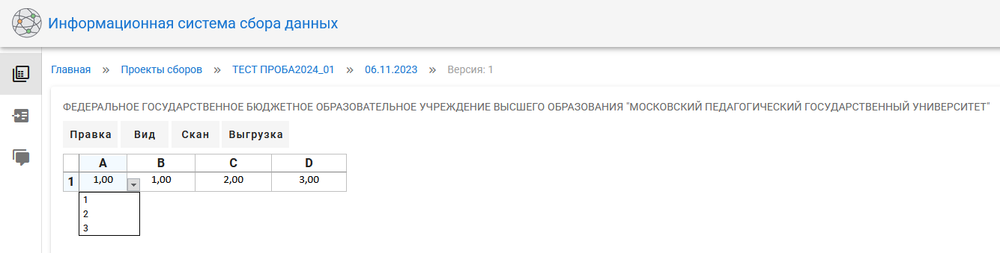 Информационная система сбора данных
Главная » Проекты сборов » ТЕСТ ПРОБА2024_01 » 06.11.2023 » Версия: 1
ФЕДЕРАЛЬНОЕ ГОСУДАРСТВЕННОЕ БЮДЖЕТНОЕ ОБРАЗОВАТЕЛЬНОЕ УЧРЕЖДЕНИЕ ВЫСШЕГО ОБРАЗОВАНИЯ "МОСКОВСКИЙ ПЕДАГОГИЧЕСКИЙ ГОСУДАРСТВЕННЫЙ УНИВЕРСИТЕТ"
Правка Вид Скан Выгрузка
A B C D
1 1,00 1,00 2,00 3,00
1
2
3